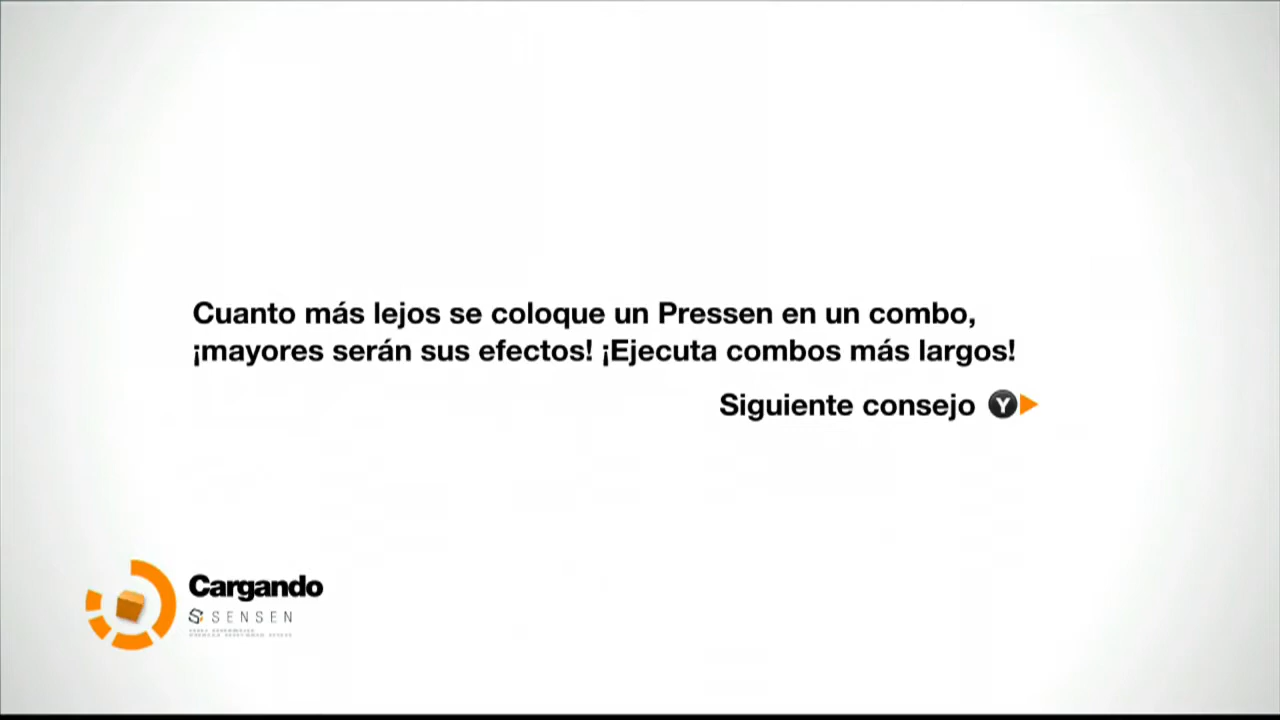 Cuanto más lejos se coloque un Pressen en un combo,
¡mayores serán sus efectos! ¡Ejecuta combos más largos!
Siguiente consejo Y
Cargando
SENSEN